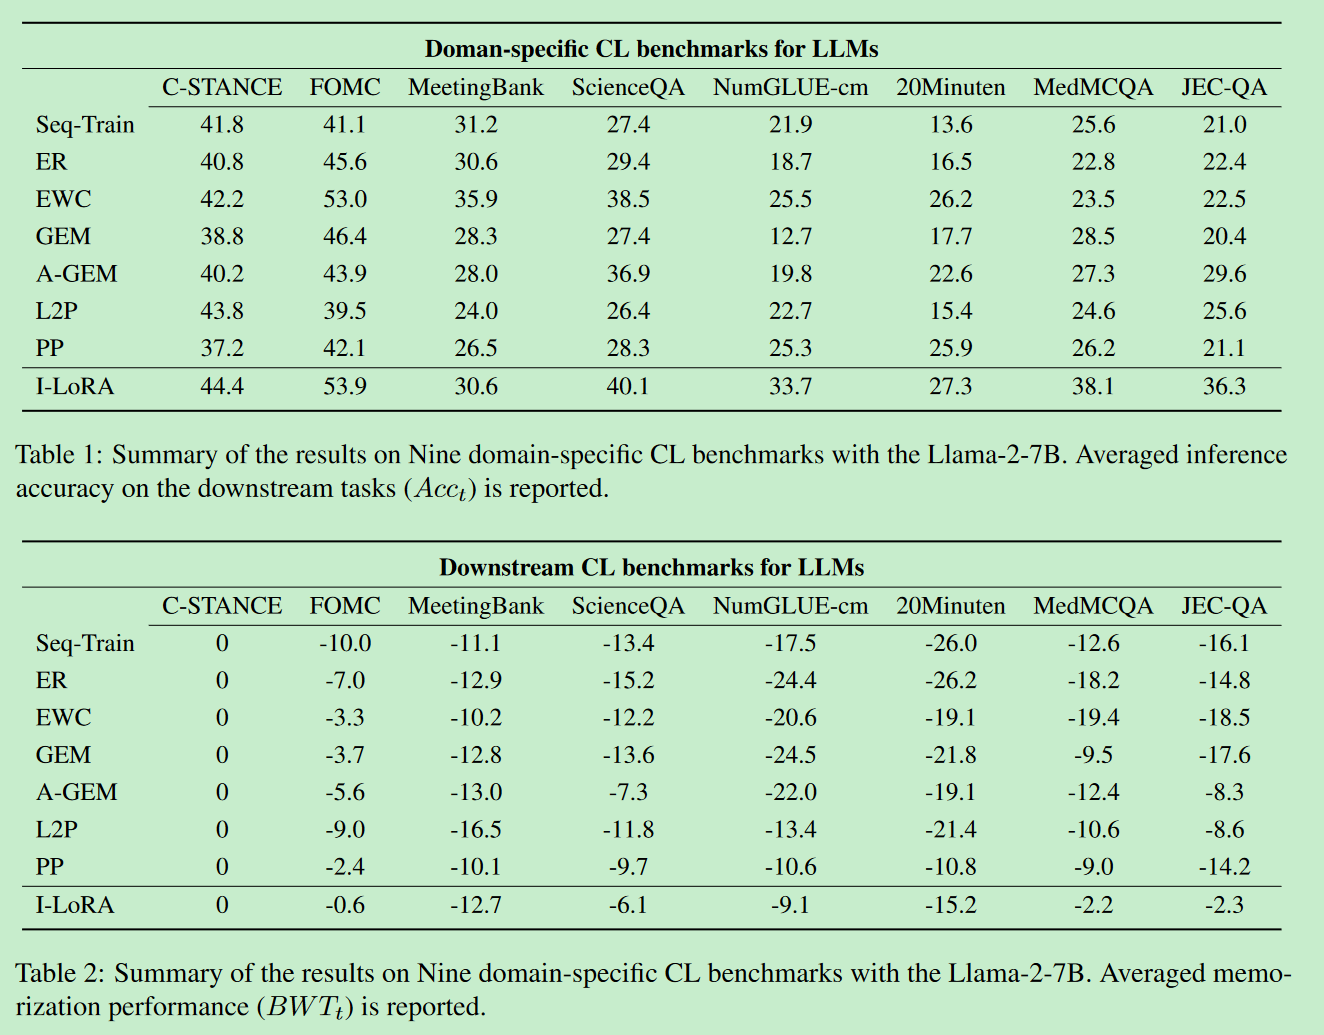 Doman-specific CL benchmarks for LLMs
C-STANCE FOMC MeetingBank ScienceQA NumGLUE-cm 20Minuten MedMCQA JEC-QA
Seq-Train 41.8 41.1 31.2 27.4 21.9 13.6 25.6 21.0
ER 40.8 45.6 30.6 29.4 18.7 16.5 22.8 22.4
EWC 42.2 53.0 35.9 38.5 25.5 26.2 23.5 22.5
GEM 38.8 46.4 28.3 27.4 12.7 17.7 28.5 20.4
A-GEM 40.2 43.9 28.0 36.9 19.8 22.6 27.3 29.6
L2P 43.8 39.5 24.0 26.4 22.7 15.4 24.6 25.6
PP 37.2 42.1 26.5 28.3 25.3 25.9 26.2 21.1
I-LoRA 44.4 53.9 30.6 40.1 33.7 27.3 38.1 36.3
Table 1: Summary of the results on Nine domain-specific CL benchmarks with the Llama-2-7B. Averaged inference
accuracy on the downstream tasks (Acc_t) is reported.
Downstream CL benchmarks for LLMs
C-STANCE FOMC MeetingBank ScienceQA NumGLUE-cm 20Minuten MedMCQA JEC-QA
Seq-Train 0 -10.0 -11.1 -13.4 -17.5 -26.0 -12.6 -16.1
ER 0 -7.0 -12.9 -15.2 -24.4 -26.2 -18.2 -14.8
EWC 0 -3.3 -10.2 -12.2 -20.6 -19.1 -19.4 -18.5
GEM 0 -3.7 -12.8 -13.6 -24.5 -21.8 -9.5 -17.6
A-GEM 0 -5.6 -13.0 -7.3 -22.0 -19.1 -12.4 -8.3
L2P 0 -9.0 -16.5 -11.8 -13.4 -21.4 -10.6 -8.6
PP 0 -2.4 -10.1 -9.7 -10.6 -10.8 -9.0 -14.2
I-LoRA 0 -0.6 -12.7 -6.1 -9.1 -15.2 -2.2 -2.3
Table 2: Summary of the results on Nine domain-specific CL benchmarks with the Llama-2-7B. Averaged memo-
rization performance (BWT_t) is reported.